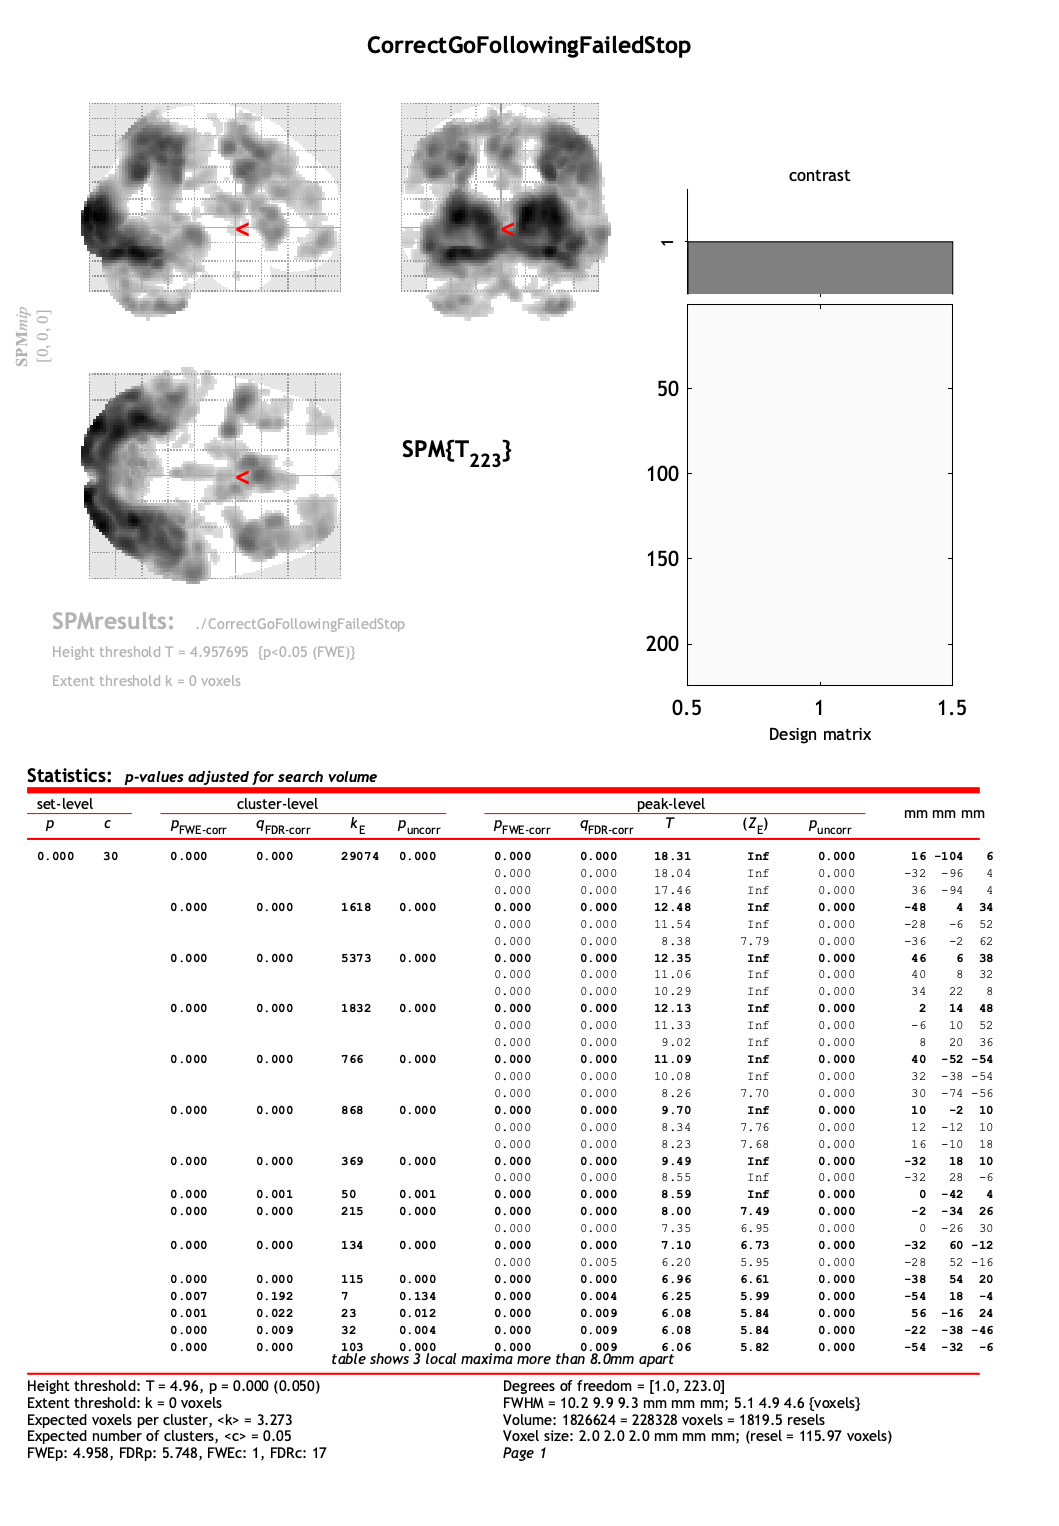 CorrectGoFollowingFailedStop
contrast
1
SPMmip
[0, 0, 0]
<
<
<
SPM{T223}
50
100
150
200
0.5 1 1.5
Design matrix
SPMresults: ./CorrectGoFollowingFailedStop
Height threshold T = 4.957695 {p<0.05 (FWE)}
Extent threshold k = 0 voxels
Statistics: p-values adjusted for search volume
set-level cluster-level peak-level mm mm mm
p c pFWE-corr qFDR-corr kE puncorr pFWE-corr qFDR-corr T (ZE) puncorr
0.000 30 0.000 0.000 29074 0.000 0.000 0.000 18.31 Inf 0.000 16 -104 6
0.000 0.000 18.04 Inf 0.000 -32 -96 4
0.000 0.000 17.46 Inf 0.000 36 -94 4
0.000 0.000 1618 0.000 0.000 0.000 12.48 Inf 0.000 -48 4 34
0.000 0.000 11.54 Inf 0.000 -28 -6 52
0.000 0.000 8.38 7.79 0.000 -36 -2 62
0.000 0.000 5373 0.000 0.000 0.000 12.35 Inf 0.000 46 6 38
0.000 0.000 11.06 Inf 0.000 40 8 32
0.000 0.000 10.29 Inf 0.000 34 22 8
0.000 0.000 1832 0.000 0.000 0.000 12.13 Inf 0.000 2 14 48
0.000 0.000 11.33 Inf 0.000 -6 10 52
0.000 0.000 9.02 Inf 0.000 8 20 36
0.000 0.000 766 0.000 0.000 0.000 11.09 Inf 0.000 40 -52 -54
0.000 0.000 10.08 Inf 0.000 32 -38 -54
0.000 0.000 8.26 7.70 0.000 30 -74 -56
0.000 0.000 868 0.000 0.000 0.000 9.70 Inf 0.000 10 -2 10
0.000 0.000 8.34 7.76 0.000 12 -12 10
0.000 0.000 8.23 7.68 0.000 16 -10 18
0.000 0.000 369 0.000 0.000 0.000 9.49 Inf 0.000 -32 18 10
0.000 0.000 8.55 Inf 0.000 -32 28 -6
0.000 0.001 50 0.001 0.000 0.000 8.59 Inf 0.000 0 -42 4
0.000 0.000 215 0.000 0.000 0.000 8.00 7.49 0.000 -2 -34 26
0.000 0.000 7.35 6.95 0.000 0 -26 30
0.000 0.000 134 0.000 0.000 0.000 7.10 6.73 0.000 -32 60 -12
0.000 0.005 6.20 5.95 0.000 -28 52 -16
0.000 0.000 115 0.000 0.000 0.000 6.96 6.61 0.000 -38 54 20
0.007 0.192 7 0.134 0.000 0.004 6.25 5.99 0.000 -54 18 -4
0.001 0.022 23 0.012 0.000 0.009 6.08 5.84 0.000 56 -16 24
0.000 0.009 32 0.004 0.000 0.009 6.08 5.84 0.000 -22 -38 -46
0.000 0.000 103 0.000 0.000 0.009 6.06 5.82 0.000 -54 -32 -6
table shows 3 local maxima more than 8.0mm apart
Height threshold: T = 4.96, p = 0.000 (0.050)
Extent threshold: k = 0 voxels
Expected voxels per cluster, <k> = 3.273
Expected number of clusters, <c> = 0.05
FWEp: 4.958, FDRp: 5.748, FWEc: 1, FDRc: 17
Degrees of freedom = [1.0, 223.0]
FWHM = 10.2 9.9 9.3 mm mm mm; 5.1 4.9 4.6 {voxels}
Volume: 1826624 = 228328 voxels = 1819.5 resels
Voxel size: 2.0 2.0 2.0 mm mm mm; (resel = 115.97 voxels)
Page 1